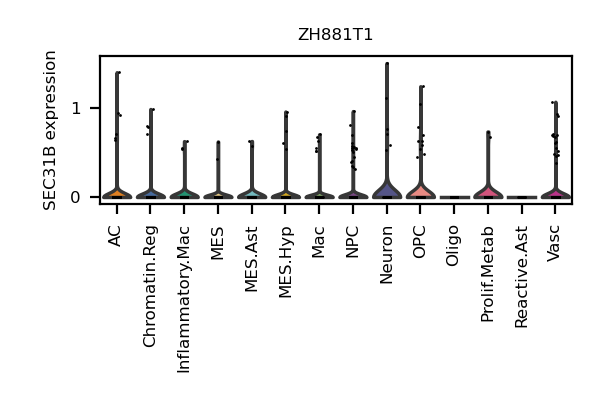 ZH881T1
SEC31B expression
1
0
AC
Chromatin.Reg
Inflammatory.Mac
MES
MES.Ast
MES.Hyp
Mac
NPC
Neuron
OPC
Oligo
Prolif.Metab
Reactive.Ast
Vasc